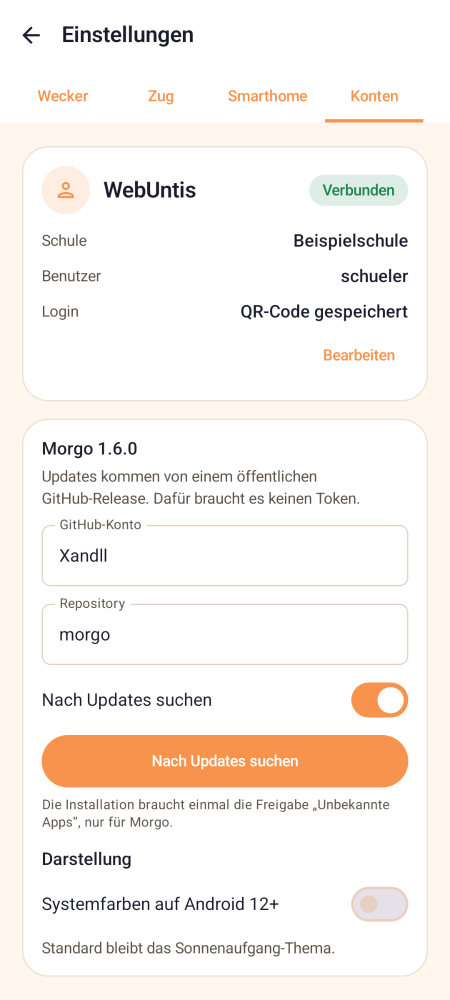 Einstellungen
Wecker
Zug
Smarthome
Konten
WebUntis
Verbunden
Schule
Beispielschule
Benutzer
schueler
Login
QR-Code gespeichert
Bearbeiten
Morgo 1.6.0
Updates kommen von einem öffentlichen
GitHub-Release. Dafür braucht es keinen Token.
GitHub-Konto
Xandll
Repository
morgo
Nach Updates suchen
Nach Updates suchen
Die Installation braucht einmal die Freigabe „Unbekannte
Apps“, nur für Morgo.
Darstellung
Systemfarben auf Android 12+
Standard bleibt das Sonnenaufgang-Thema.